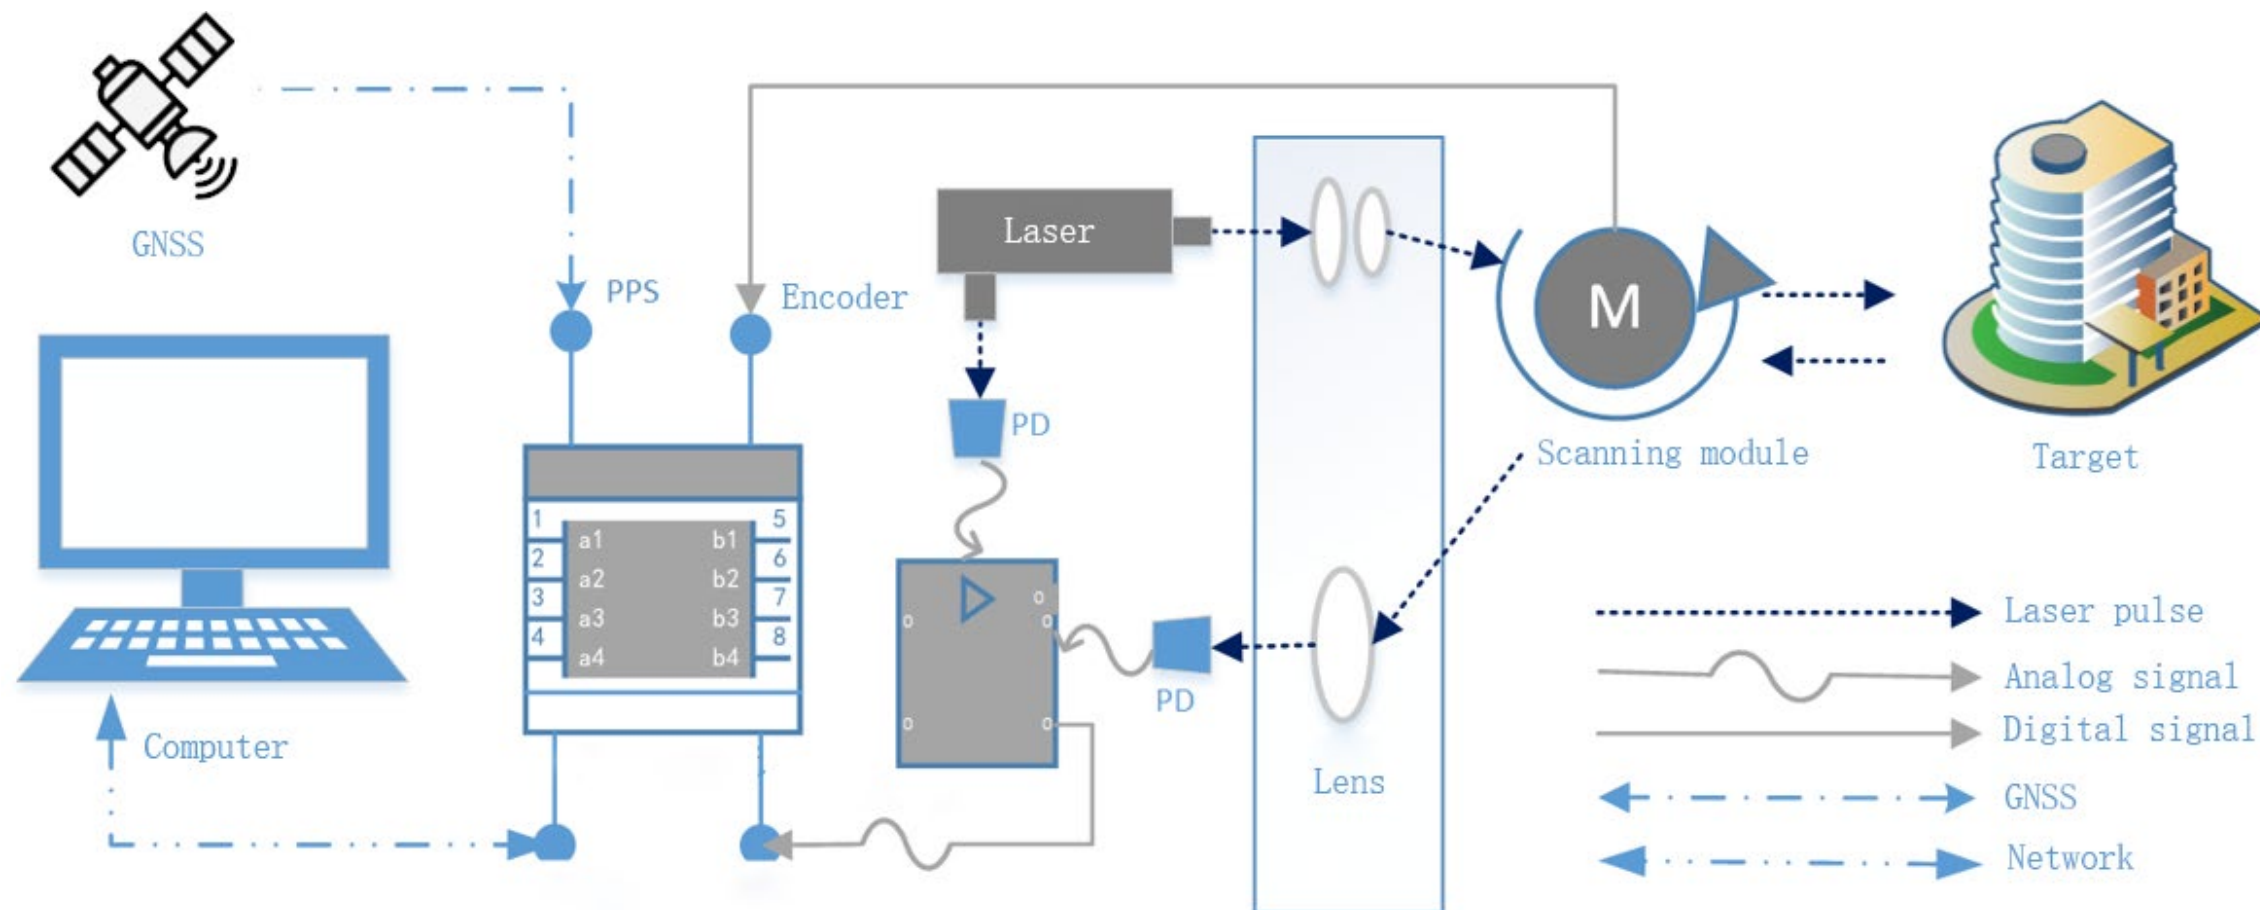 GNSS
PPS
Encoder
Laser
M
PD
Scanning module
Target
1
5
a1
b1
2
6
a2
b2
3
7
a3
b3
4
8
a4
b4
o
o
o
o
o
PD
Computer
Lens
Laser pulse
Analog signal
Digital signal
GNSS
Network